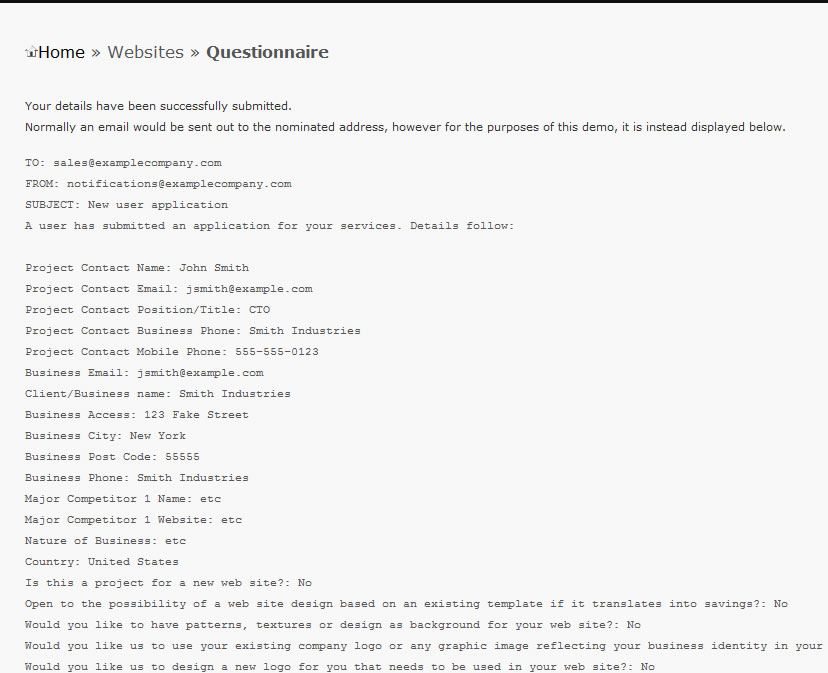 Home » Websites » Questionnaire
Your details have been successfully submitted.
Normally an email would be sent out to the nominated address, however for the purposes of this demo, it is instead displayed below.
TO: sales@examplecompany.com
FROM: notifications@examplecompany.com
SUBJECT: New user application
A user has submitted an application for your services. Details follow:
Project Contact Name: John Smith
Project Contact Email: jsmith@example.com
Project Contact Position/Title: CTO
Project Contact Business Phone: Smith Industries
Project Contact Mobile Phone: 555-555-0123
Business Email: jsmith@example.com
Client/Business name: Smith Industries
Business Access: 123 Fake Street
Business City: New York
Business Post Code: 55555
Business Phone: Smith Industries
Major Competitor 1 Name: etc
Major Competitor 1 Website: etc
Nature of Business: etc
Country: United States
Is this a project for a new web site?: No
Open to the possibility of a web site design based on an existing template if it translates into savings?: No
Would you like to have patterns, textures or design as background for your web site?: No
Would you like us to use your existing company logo or any graphic image reflecting your business identity in your
Would you like us to design a new logo for you that needs to be used in your web site?: No